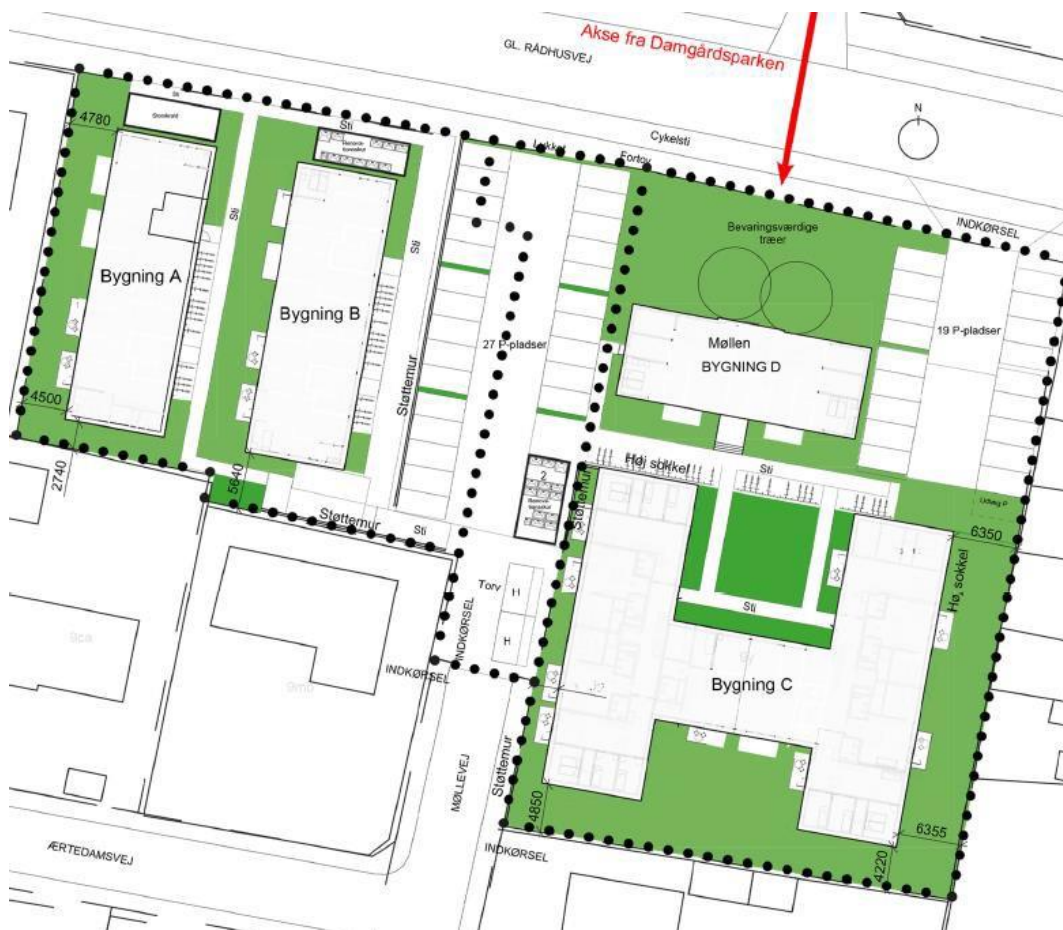 Akse fra Damgårdsparken
GL. RÅDHUSVEJ
N
Cykelsti
Fortov
INDKØRSEL
Sti
Sti
4780
Bevaringsværdige
træer
Sti
Sti
Bygning A
Bygning B
27 P-pladser
19 P-pladser
Møllen
BYGNING D
Støttemur
4500
2740
5640
Høj sokkel
Sti
2
Støttemur
Støttemur
Sti
6350
Torv
H
H
Sti
INDKØRSEL
INDKØRSEL
Bygning C
MØLLEVEJ
Støttemur
4850
6355
4220
ÆRTEDAMSVEJ
INDKØRSEL